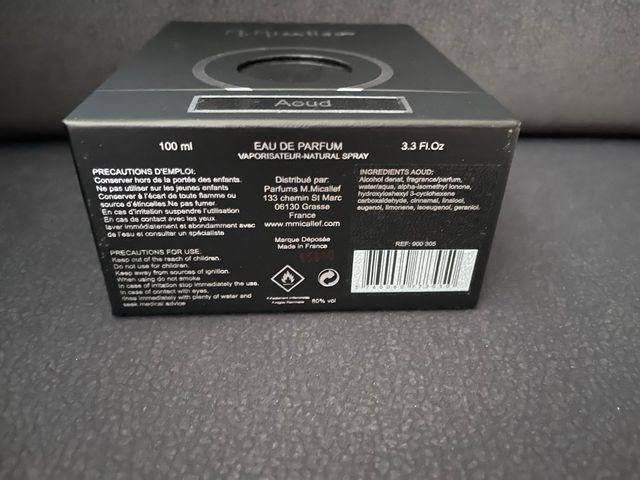 M.Micallef
Aoud
100 ml
EAU DE PARFUM
3.3 Fl.Oz
VAPORISATEUR-NATURAL SPRAY
PRECAUTIONS D'EMPLOI:
Conserver hors de la portée des enfants.
Ne pas utiliser sur les jeunes enfants
Conserver à l'écart de toute flamme ou
source d'étincelles.Ne pas fumer.
En cas d'irritation suspendre l'utilisation
En cas de contact avec les yeux
laver immédiatement et abondamment avec
de l'eau et consulter un spécialiste
PRECAUTIONS FOR USE:
Keep out of the reach of children.
Do not use for children.
Keep away from sources of ignition.
When using do not smoke
In case of irritation stop immediately the use.
In case of contact with eyes,
rinse immediately with plenty of water and
seek medical advice
Distribué par:
Parfums M.Micallef
133 chemin St Marc
06130 Grasse
France
www.mmicallef.com
Marque Déposée
Made in France
80% vol
INGREDIENTS AOUD:
Alcohol denat, fragrance/parfum,
water/aqua, alpha-isomethyl ionone,
hydroxyisohexyl 3-cyclohexene
carboxaldehyde, cinnamal, linalool,
eugenol, limonene, isoeugenol, geraniol.
REF: 900 305